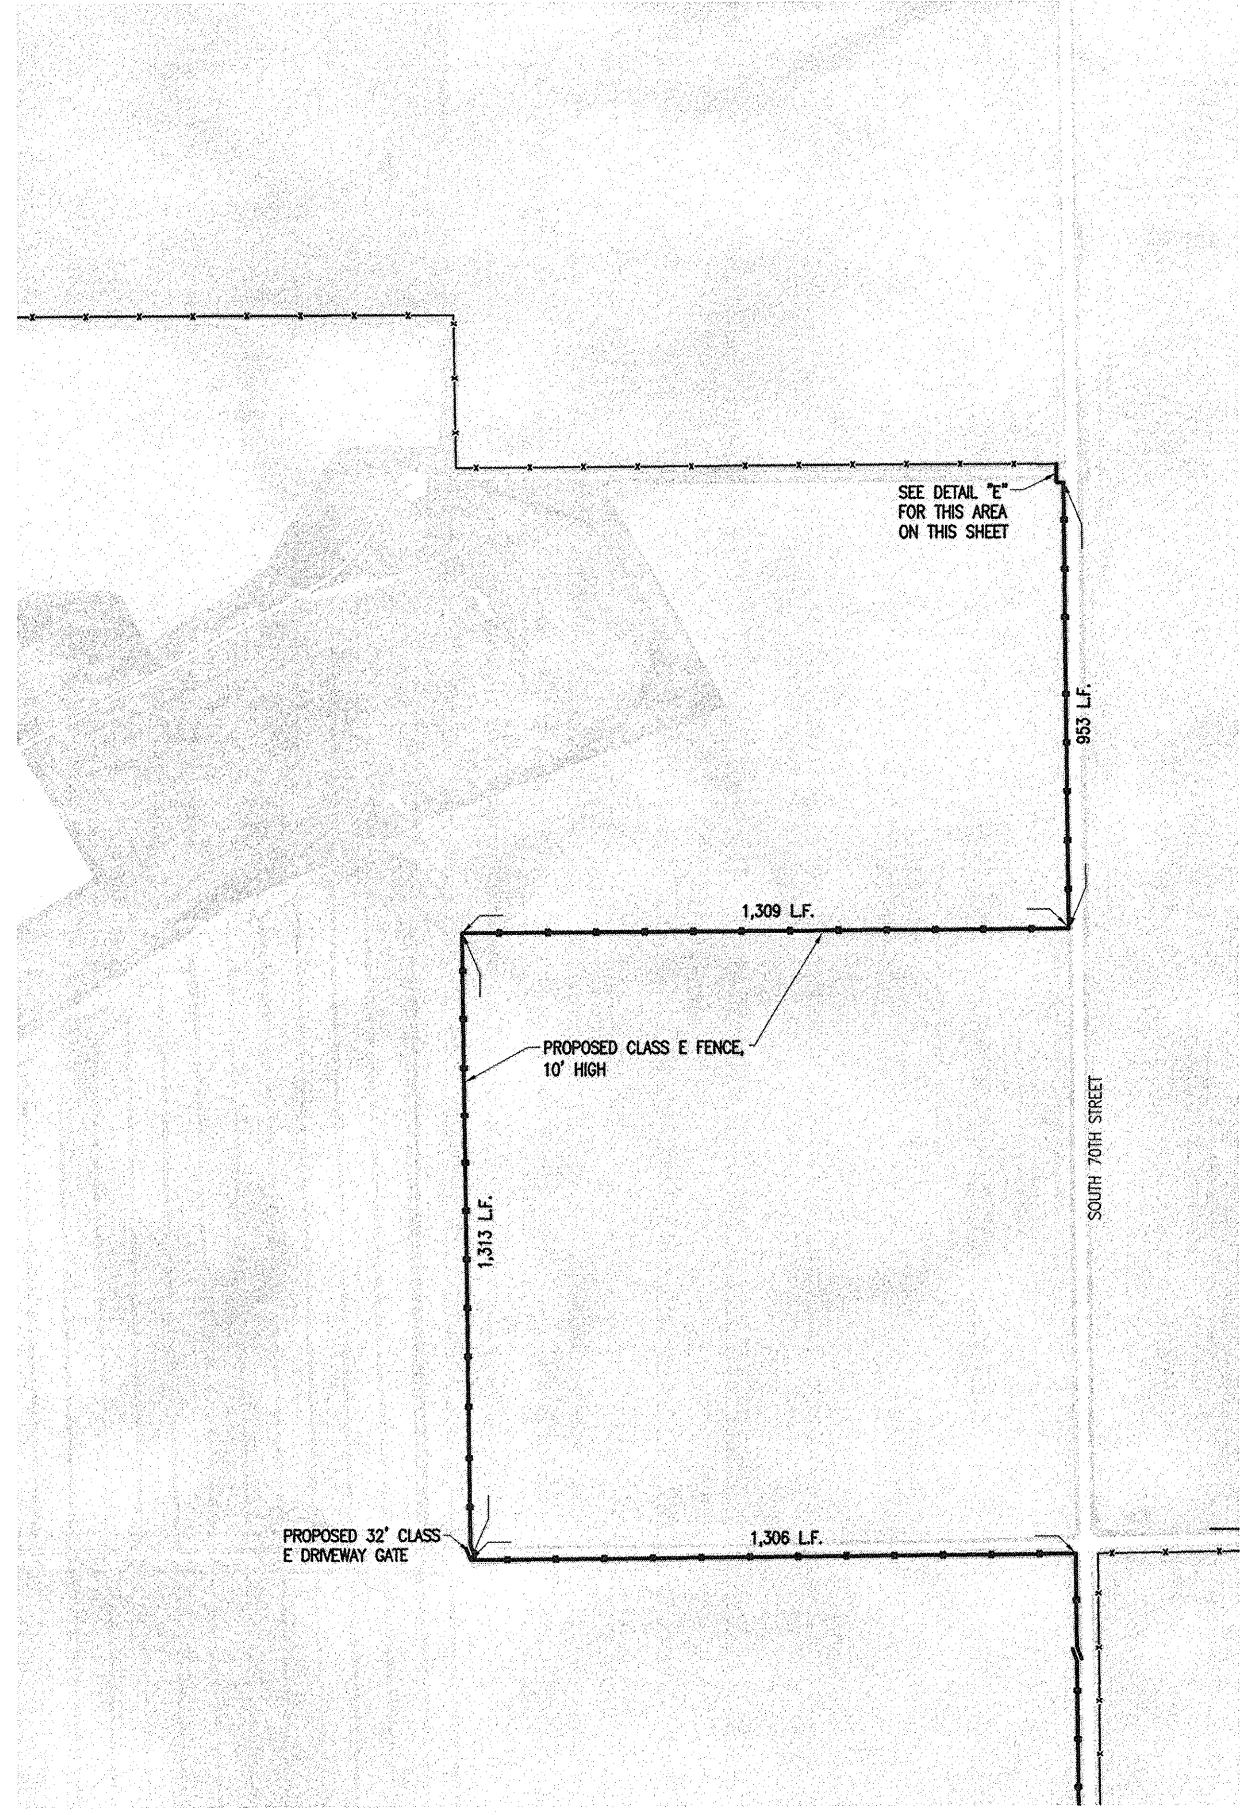 SEE DETAIL "E"
FOR THIS AREA
ON THIS SHEET
953 L.F.
1,309 L.F.
PROPOSED CLASS E FENCE,
10' HIGH
SOUTH 70TH STREET
1,313 L.F.
PROPOSED 32' CLASS
E DRIVEWAY GATE
1,306 L.F.